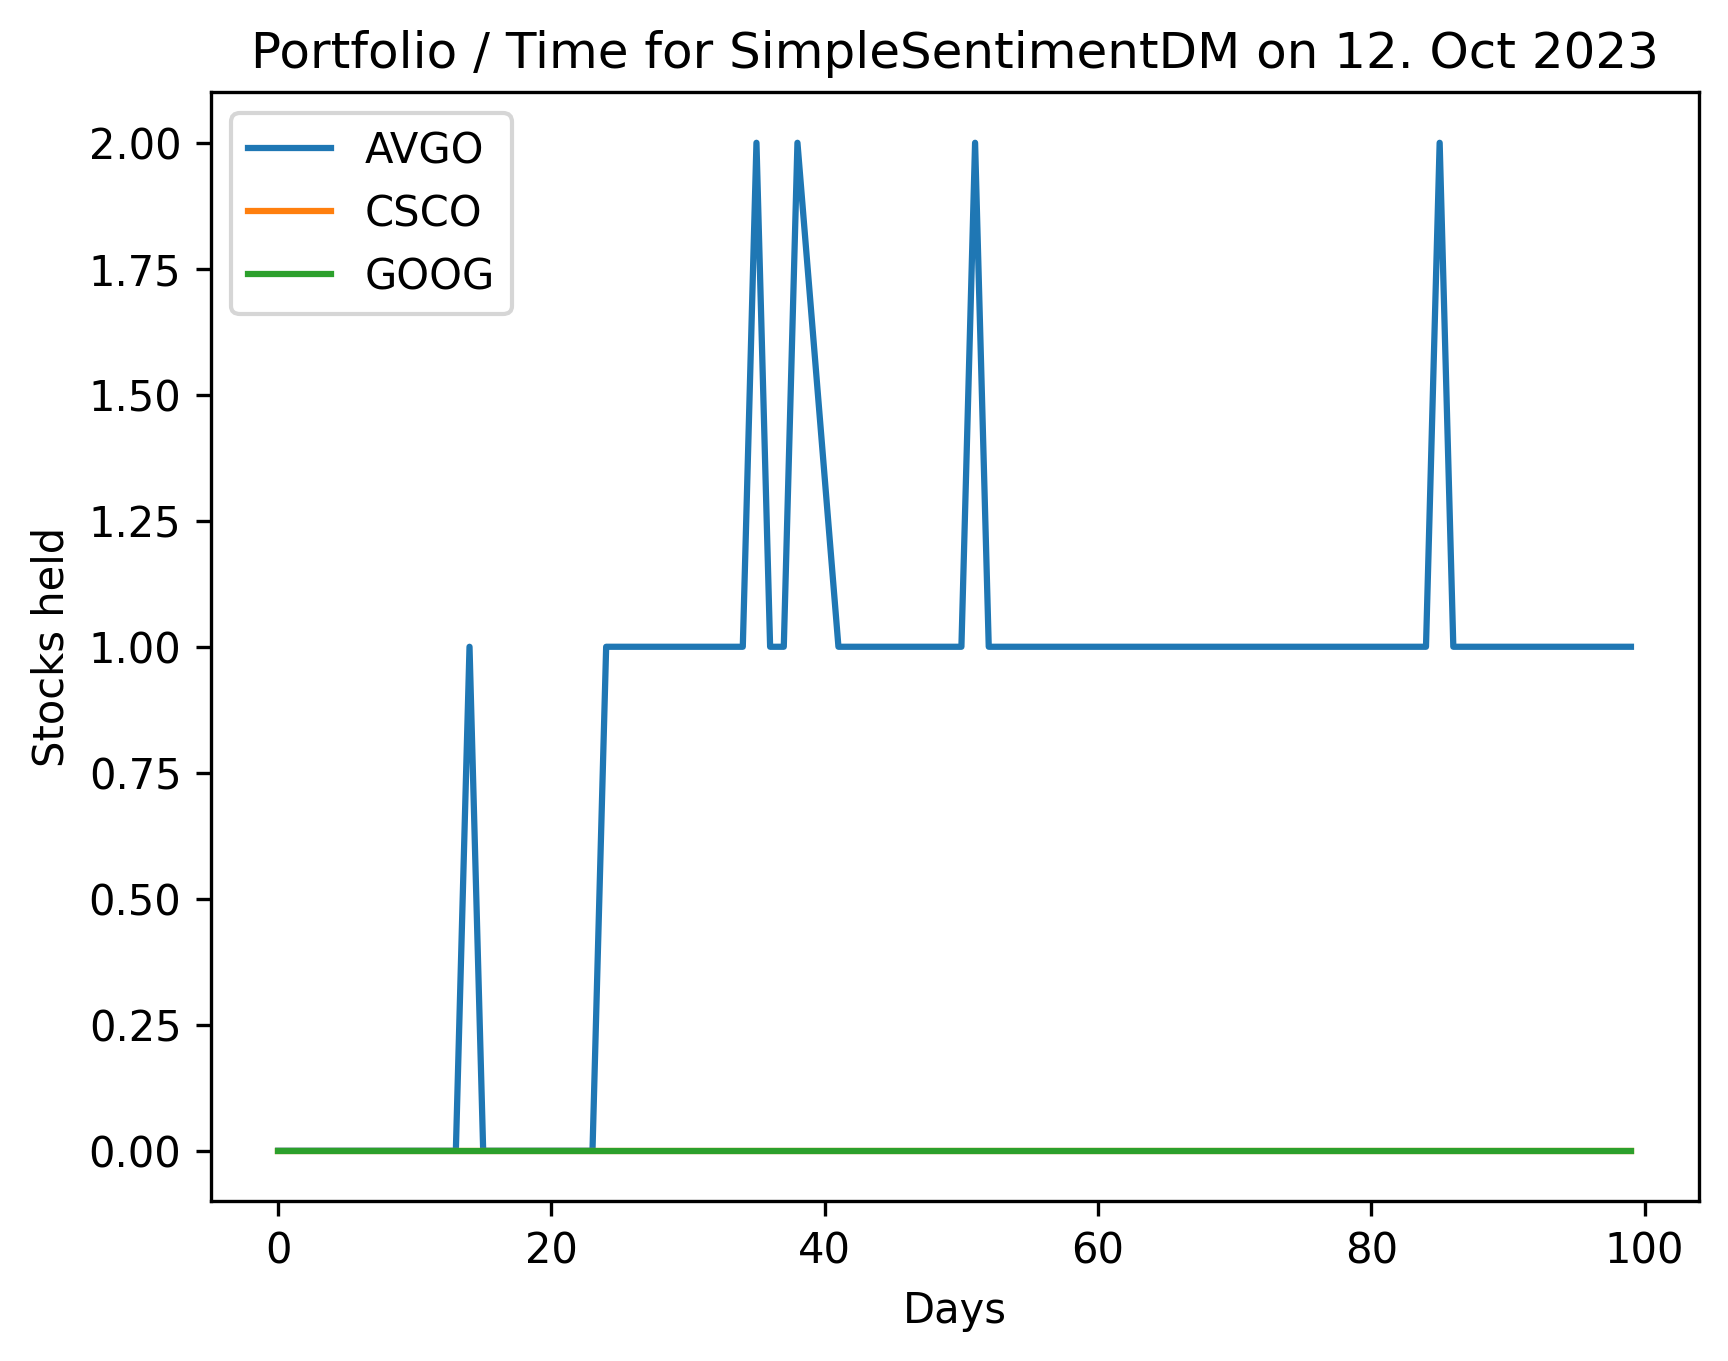 Portfolio / Time for SimpleSentimentDM on 12. Oct 2023
AVGO
CSCO
GOOG
2.00
1.75
1.50
1.25
1.00
0.75
0.50
0.25
0.00
Stocks held
0 20 40 60 80 100
Days